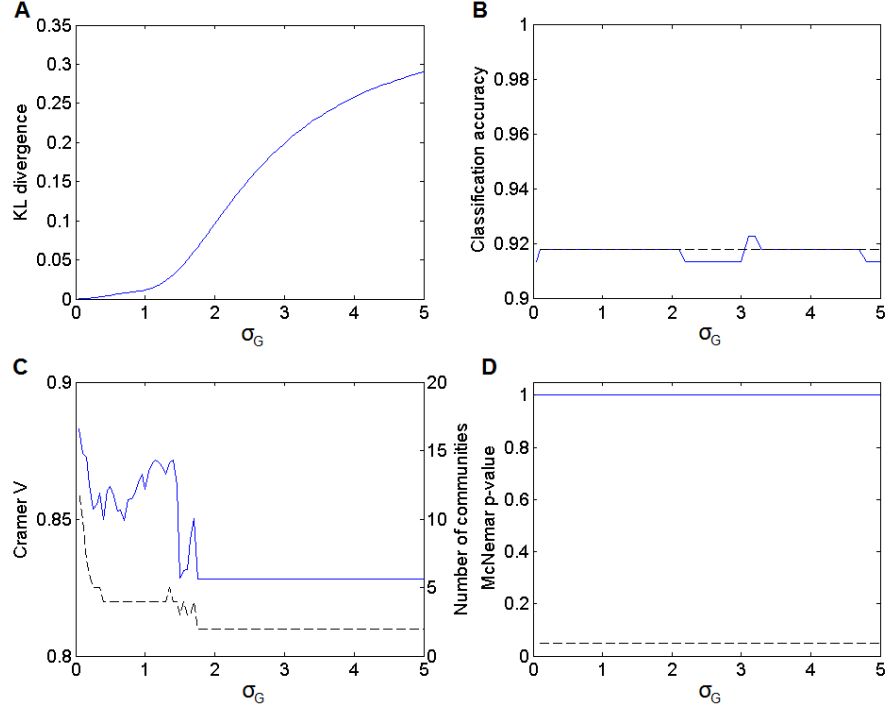 A
0.35
0.3
0.25
0.2
0.15
0.1
0.05
0
KL divergence
0 1 2 3 4 5
σG
B
1
0.98
0.96
0.94
0.92
0.9
Classification accuracy
0 1 2 3 4 5
σG
C
0.9
0.85
0.8
Cramer V
20
15
10
5
0
Number of communities
0 1 2 3 4 5
σG
D
1
0.8
0.6
0.4
0.2
0
McNemar p-value
0 1 2 3 4 5
σG